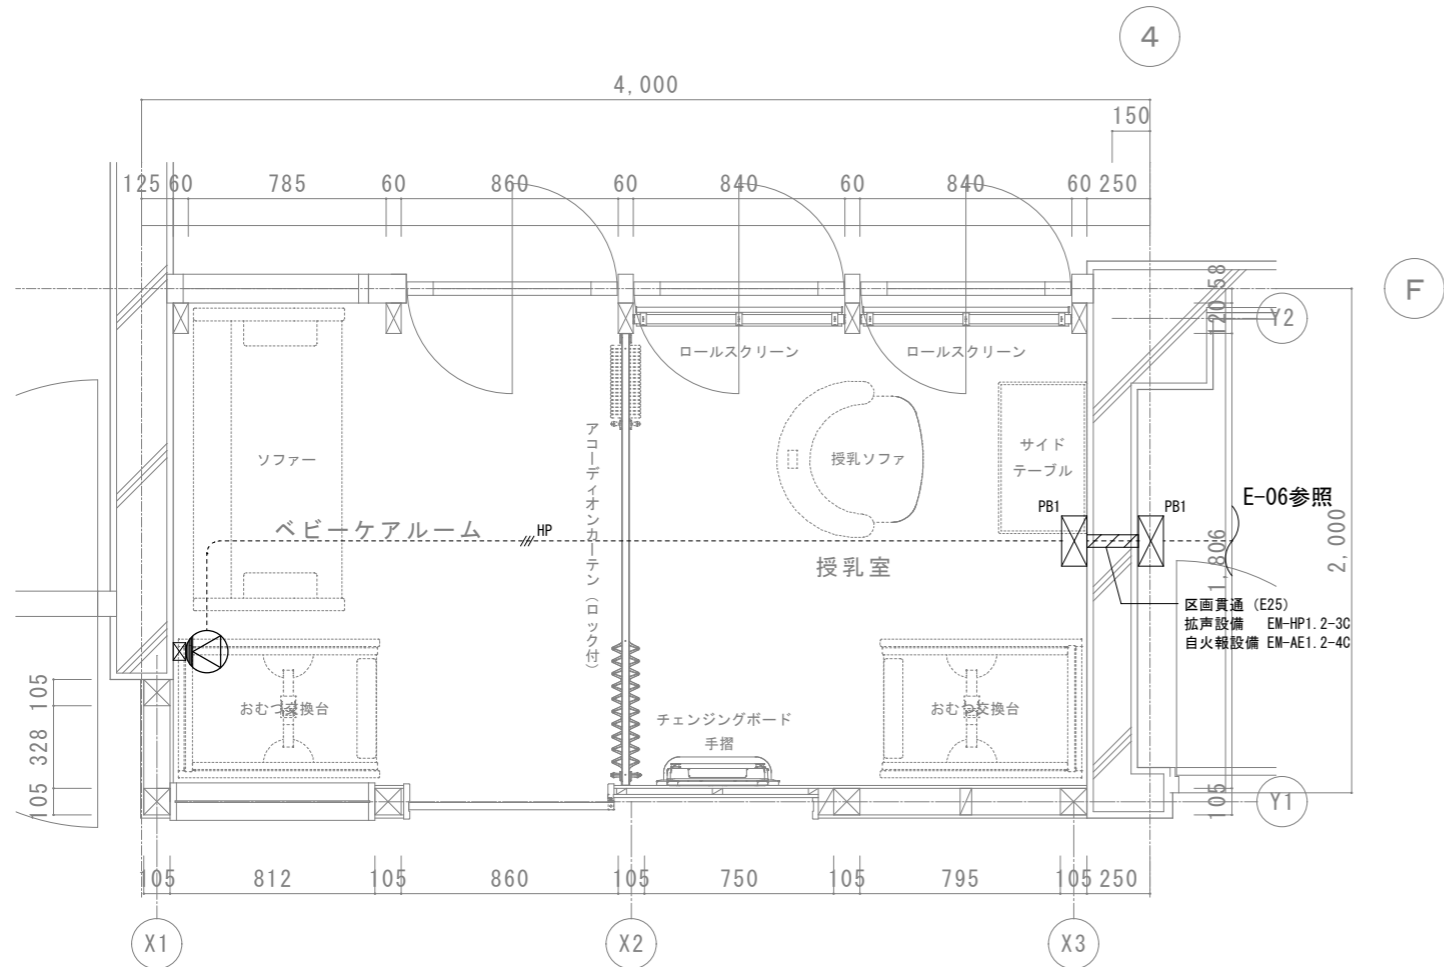 4
4,000
150
125 60 785 60 860 60 840 60 840 60 250
F
58
120
Y2
ロールスクリーン ロールスクリーン
アコーディオンカーテン（ロック付）
ソファー
授乳ソファ
サイド
テーブル
PB1 PB1
E-06参照
ベビーケアルーム
HP
授乳室
1,806
2,000
区画貫通（E25）
拡声設備 EM-HP1.2-3C
自火報設備 EM-AE1.2-4C
105
328
105
おむつ交換台
チェンジングボード
手摺
おむつ交換台
105
Y1
105 812 105 860 105 750 105 795 105 250
X1 X2 X3